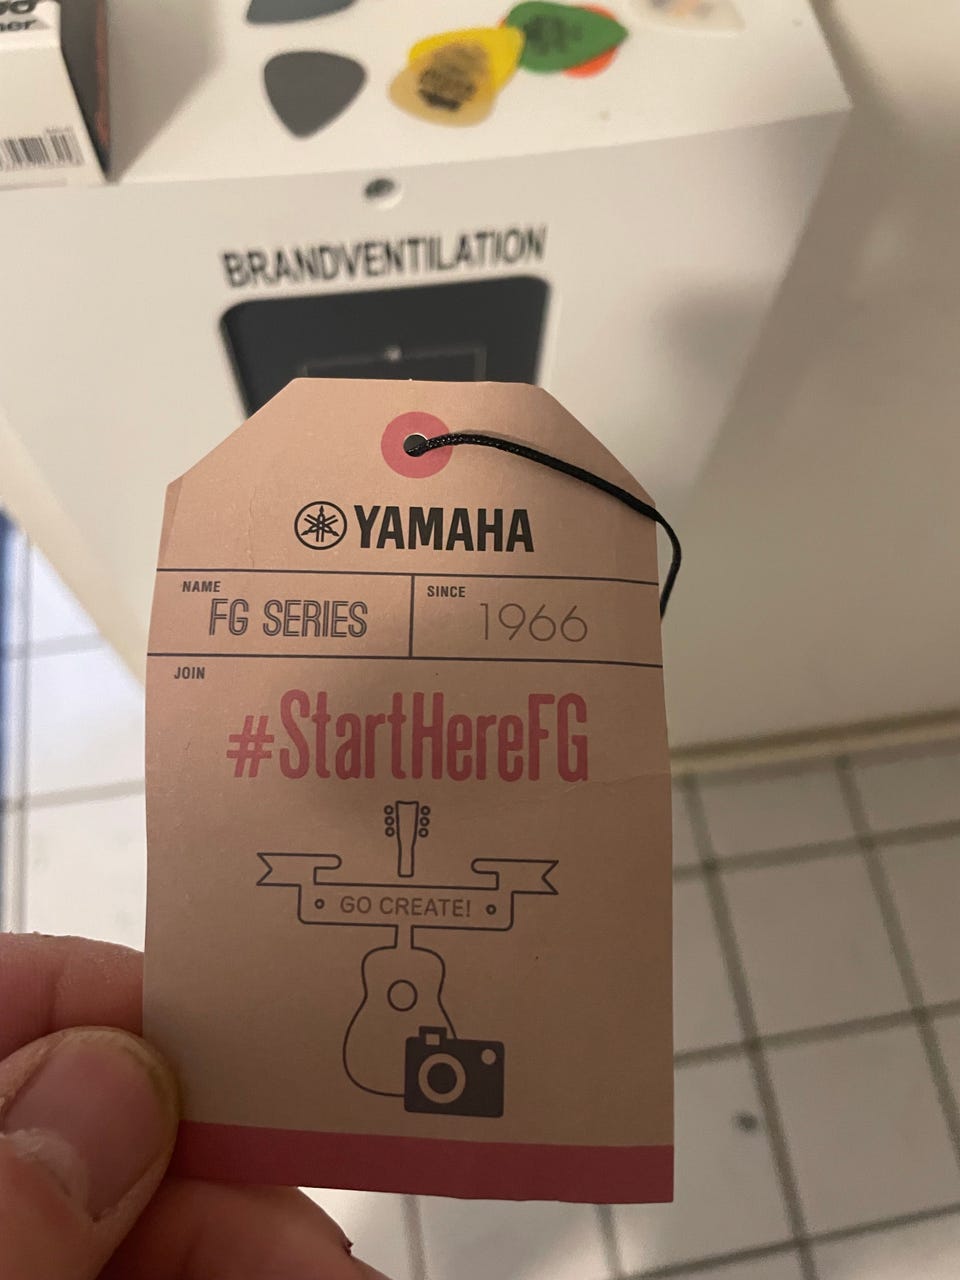 BRANDVENTILATION
YAMAHA
NAME
FG SERIES
SINCE
1966
JOIN
#StartHereFG
GO CREATE!